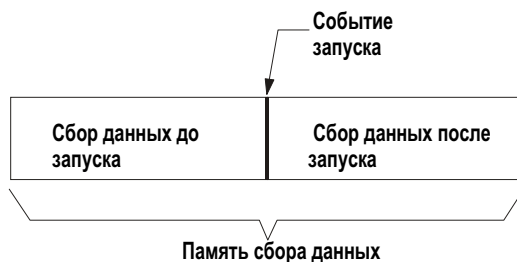 Событие
запуска
Сбор данных до
запуска
Сбор данных после
запуска
Память сбора данных